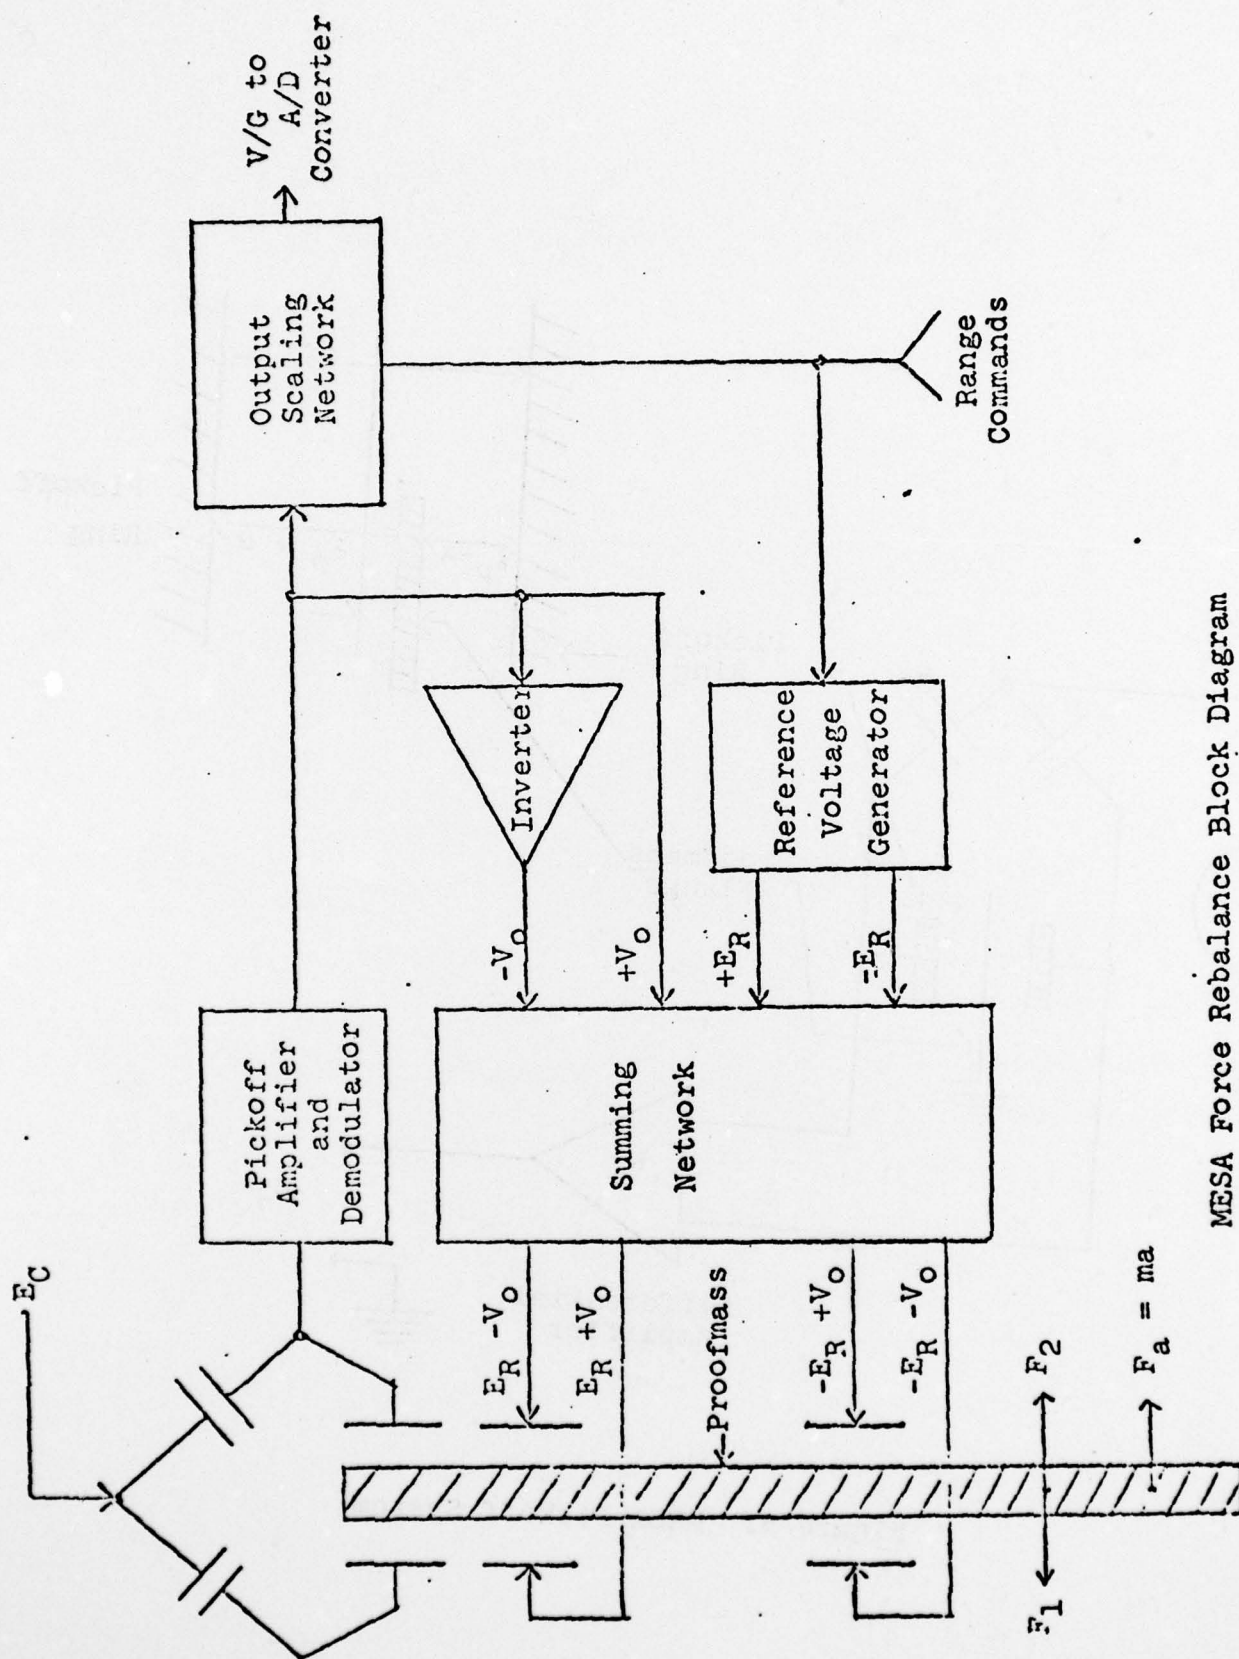 E_C
Pickoff
Amplifier
and
Demodulator
Output
Scaling
Network
V/G to
A/D
Converter
E_R -V_O
E_R +V_O
-E_R +V_O
-E_R -V_O
Proofmass
Summing
Network
-V_O
+V_O
+E_R
-E_R
Inverter
Reference
Voltage
Generator
Range
Commands
F_1
F_2
F_a = ma
MESA Force Rebalance Block Diagram